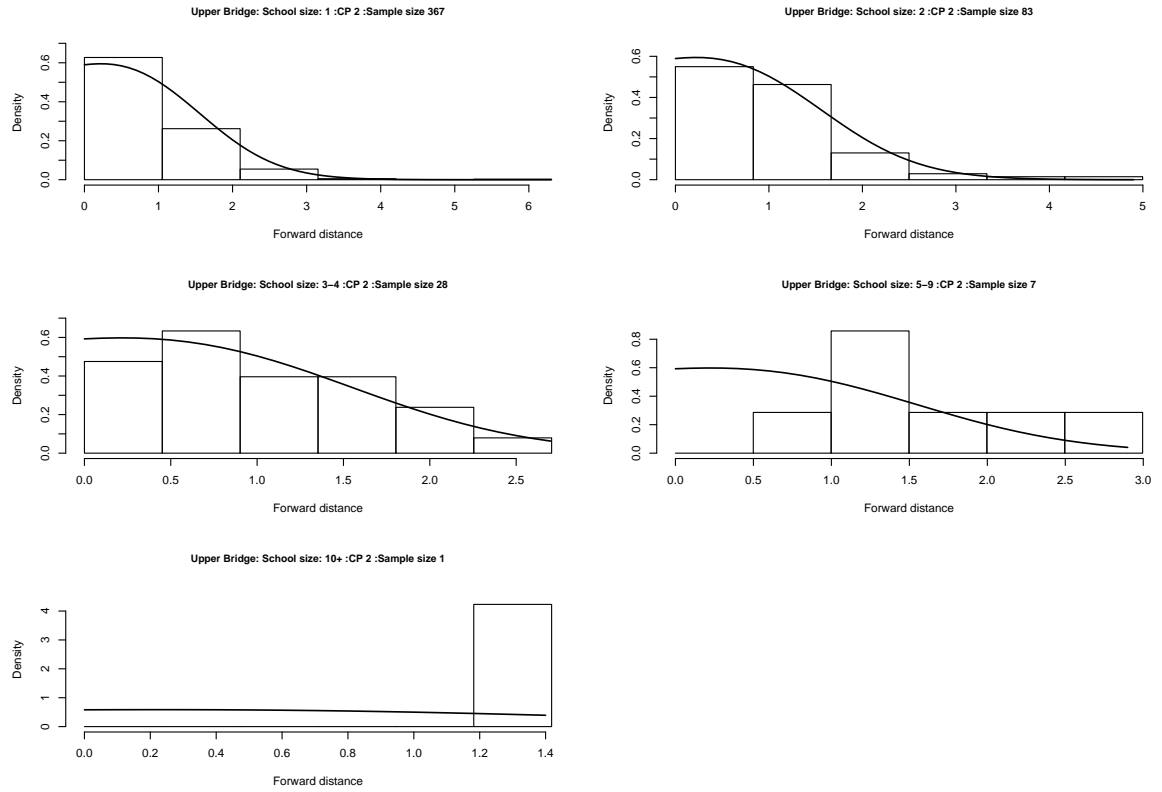 Upper Bridge: School size: 1 :CP 2 :Sample size 367
Density
0.0 0.2 0.4 0.6
0 1 2 3 4 5 6
Forward distance
Upper Bridge: School size: 2 :CP 2 :Sample size 83
Density
0.0 0.2 0.4 0.6
0 1 2 3 4 5
Forward distance
Upper Bridge: School size: 3–4 :CP 2 :Sample size 28
Density
0.0 0.2 0.4 0.6
0.0 0.5 1.0 1.5 2.0 2.5
Forward distance
Upper Bridge: School size: 5–9 :CP 2 :Sample size 7
Density
0.0 0.2 0.4 0.6 0.8
0.0 0.5 1.0 1.5 2.0 2.5 3.0
Forward distance
Upper Bridge: School size: 10+ :CP 2 :Sample size 1
Density
0 1 2 3 4
0.0 0.2 0.4 0.6 0.8 1.0 1.2 1.4
Forward distance